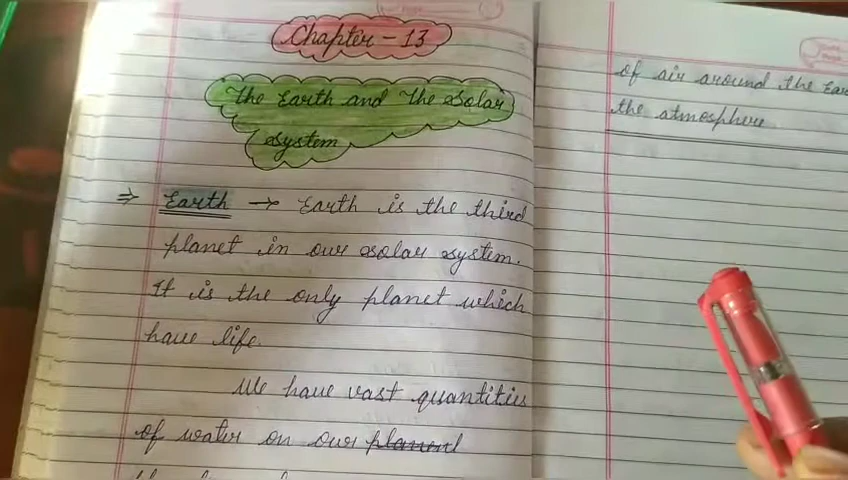 Chapter - 13
The Earth and The Solar
System
⇒ Earth → Earth is the third
planet in our solar system.
It is the only planet which
have life.
We have vast quantities
of water on our
of air around the
the atmosphere